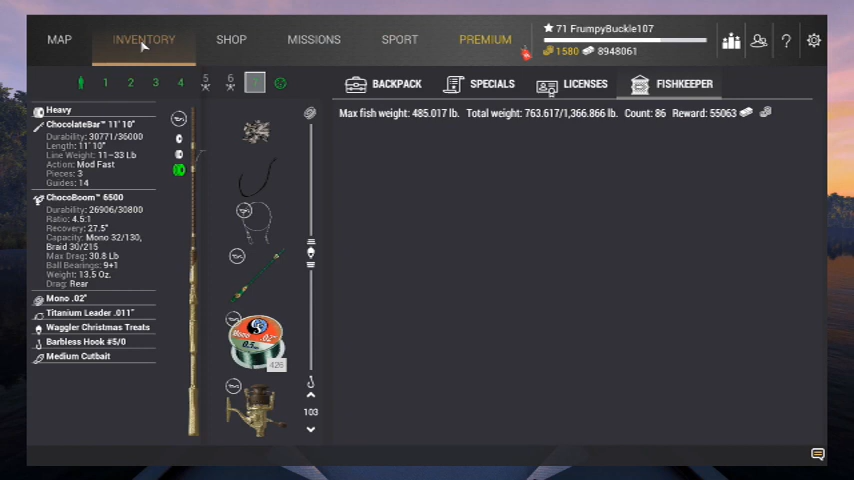 MAP INVENTORY SHOP MISSIONS SPORT PREMIUM
71 FrumpyBuckle107
1580 8948061
?
1 2 3 4 5 6 7
BACKPACK SPECIALS LICENSES FISHKEEPER
Max fish weight: 485.017 lb. Total weight: 763.617/1,366.866 lb. Count: 86 Reward: 55063
Heavy
ChocolateBar™ 11' 10"
Durability: 30771/36000
Length: 11' 10"
Line Weight: 11–33 Lb
Action: Mod Fast
Pieces: 3
Guides: 14
ChocoBoom™ 6500
Durability: 26906/30800
Ratio: 4.5:1
Recovery: 27.5"
Capacity: Mono 32/130,
Braid 30/215
Max Drag: 30.8 Lb
Ball Bearings: 9+1
Weight: 13.5 Oz.
Drag: Rear
Mono .02"
Titanium Leader .011"
Waggler Christmas Treats
Barbless Hook #5/0
Medium Cutbait
Mono .02"
0.5mm
426
103